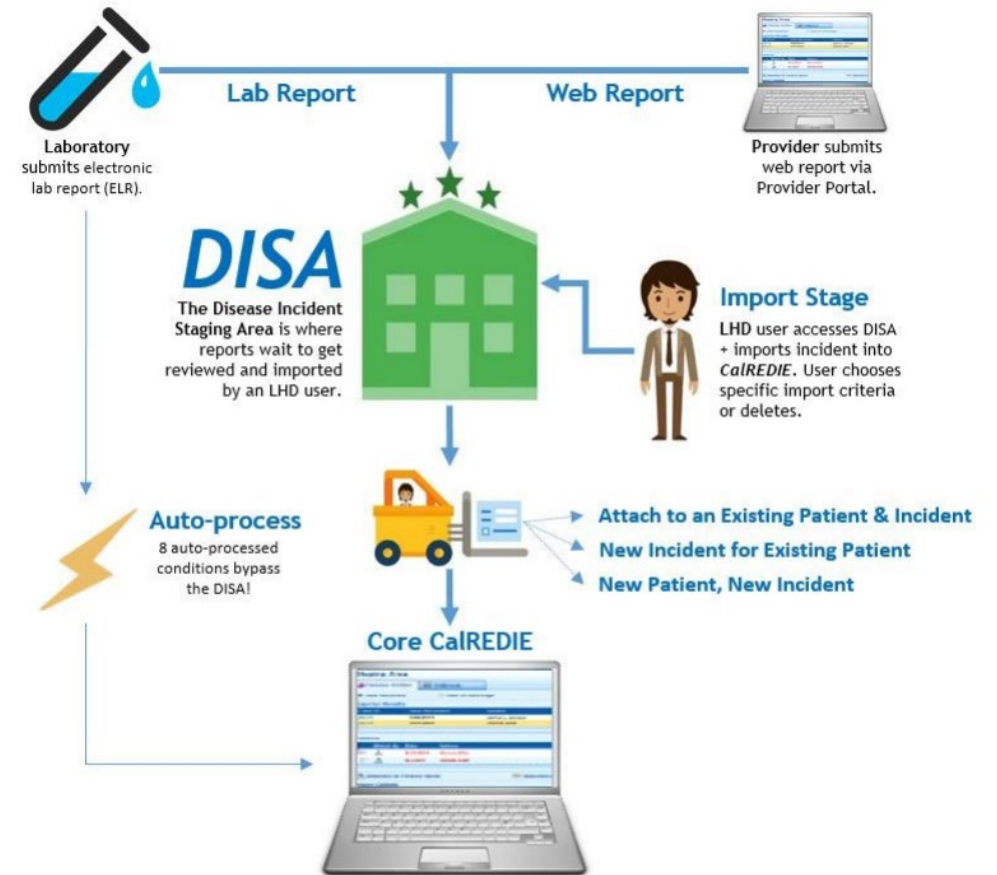 Lab Report
Web Report
Laboratory
submits electronic
lab report (ELR).
Provider submits
web report via
Provider Portal.
DISA
The Disease Incident
Staging Area is where
reports wait to get
reviewed and imported
by an LHD user.
Import Stage
LHD user accesses DISA
+ imports incident into
CalREDIE. User chooses
specific import criteria
or deletes.
Auto-process
8 auto-processed
conditions bypass
the DISA!
Attach to an Existing Patient & Incident
New Incident for Existing Patient
New Patient, New Incident
Core CalREDIE